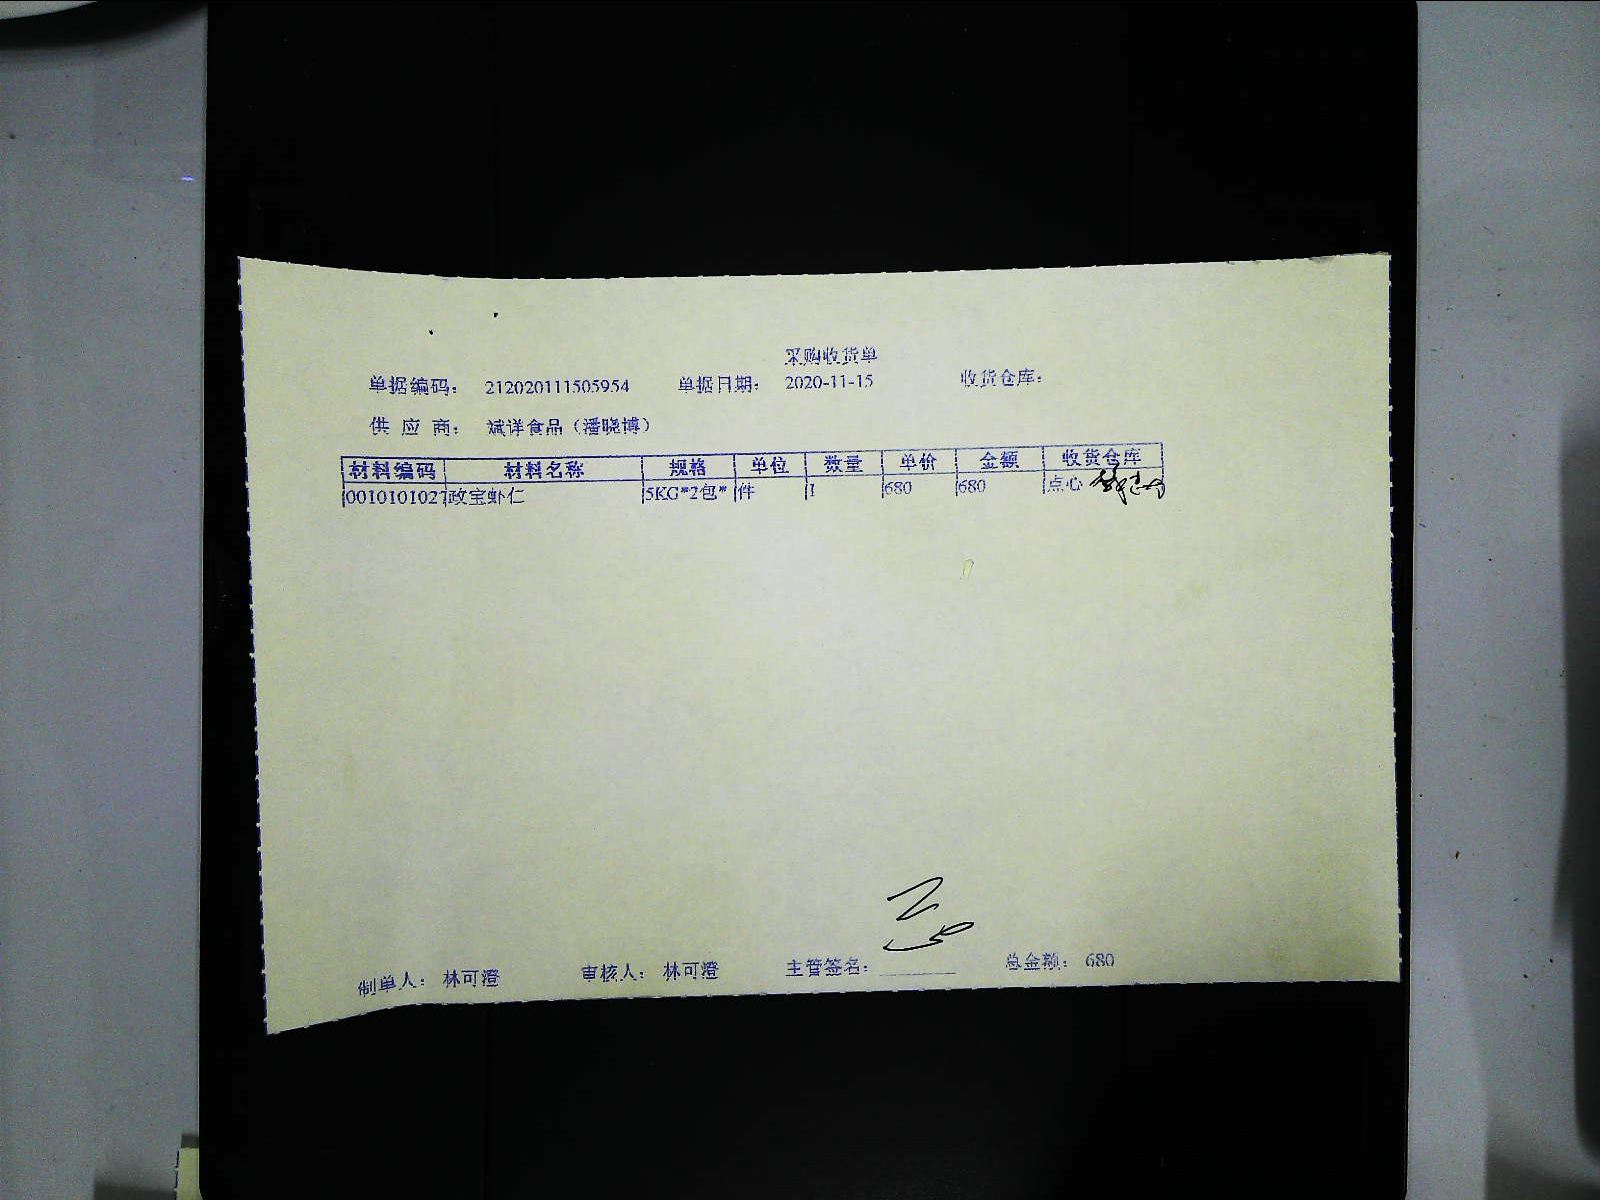 采购收货单
单据编码： 212020111505954 单据日期： 2020-11-15 收货仓库：
供 应 商： 斌洋食品（潘晓博）
材料编码 材料名称 规格 单位 数量 单价 金额 收货仓库
0010101027 政宝虾仁 5KG*2包* 件 1 680 680 点心
制单人： 林可澄 审核人： 林可澄 主管签名： 总金额： 680